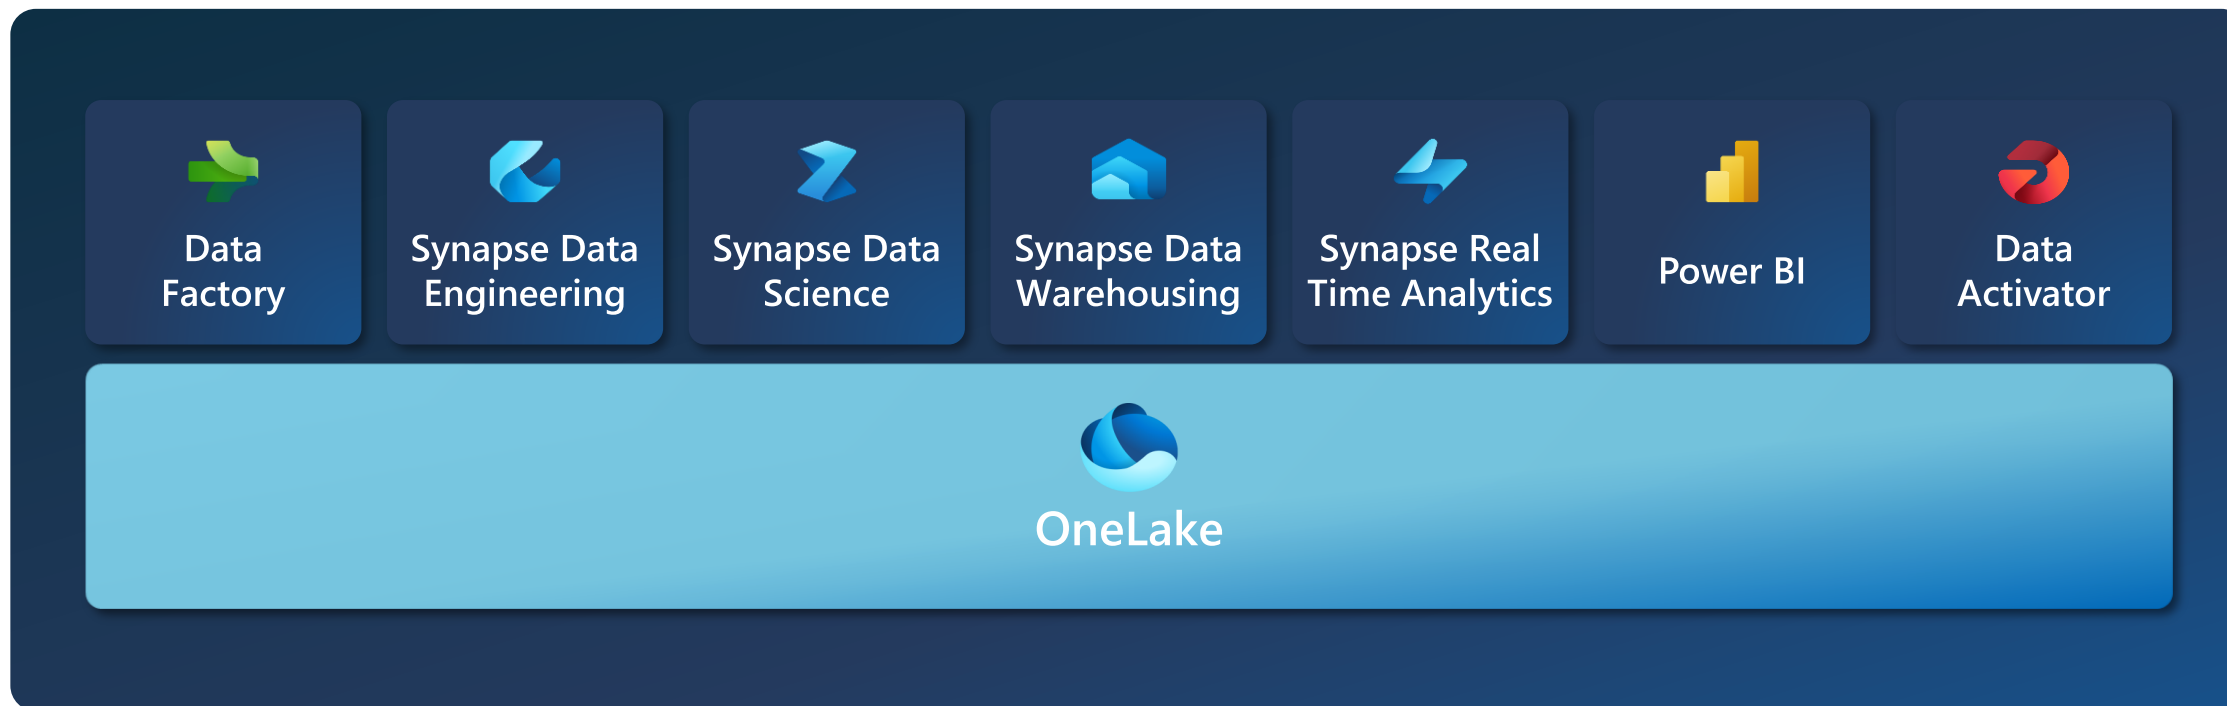 Data
Factory
Synapse Data
Engineering
Synapse Data
Science
Synapse Data
Warehousing
Synapse Real
Time Analytics
Power BI
Data
Activator
OneLake